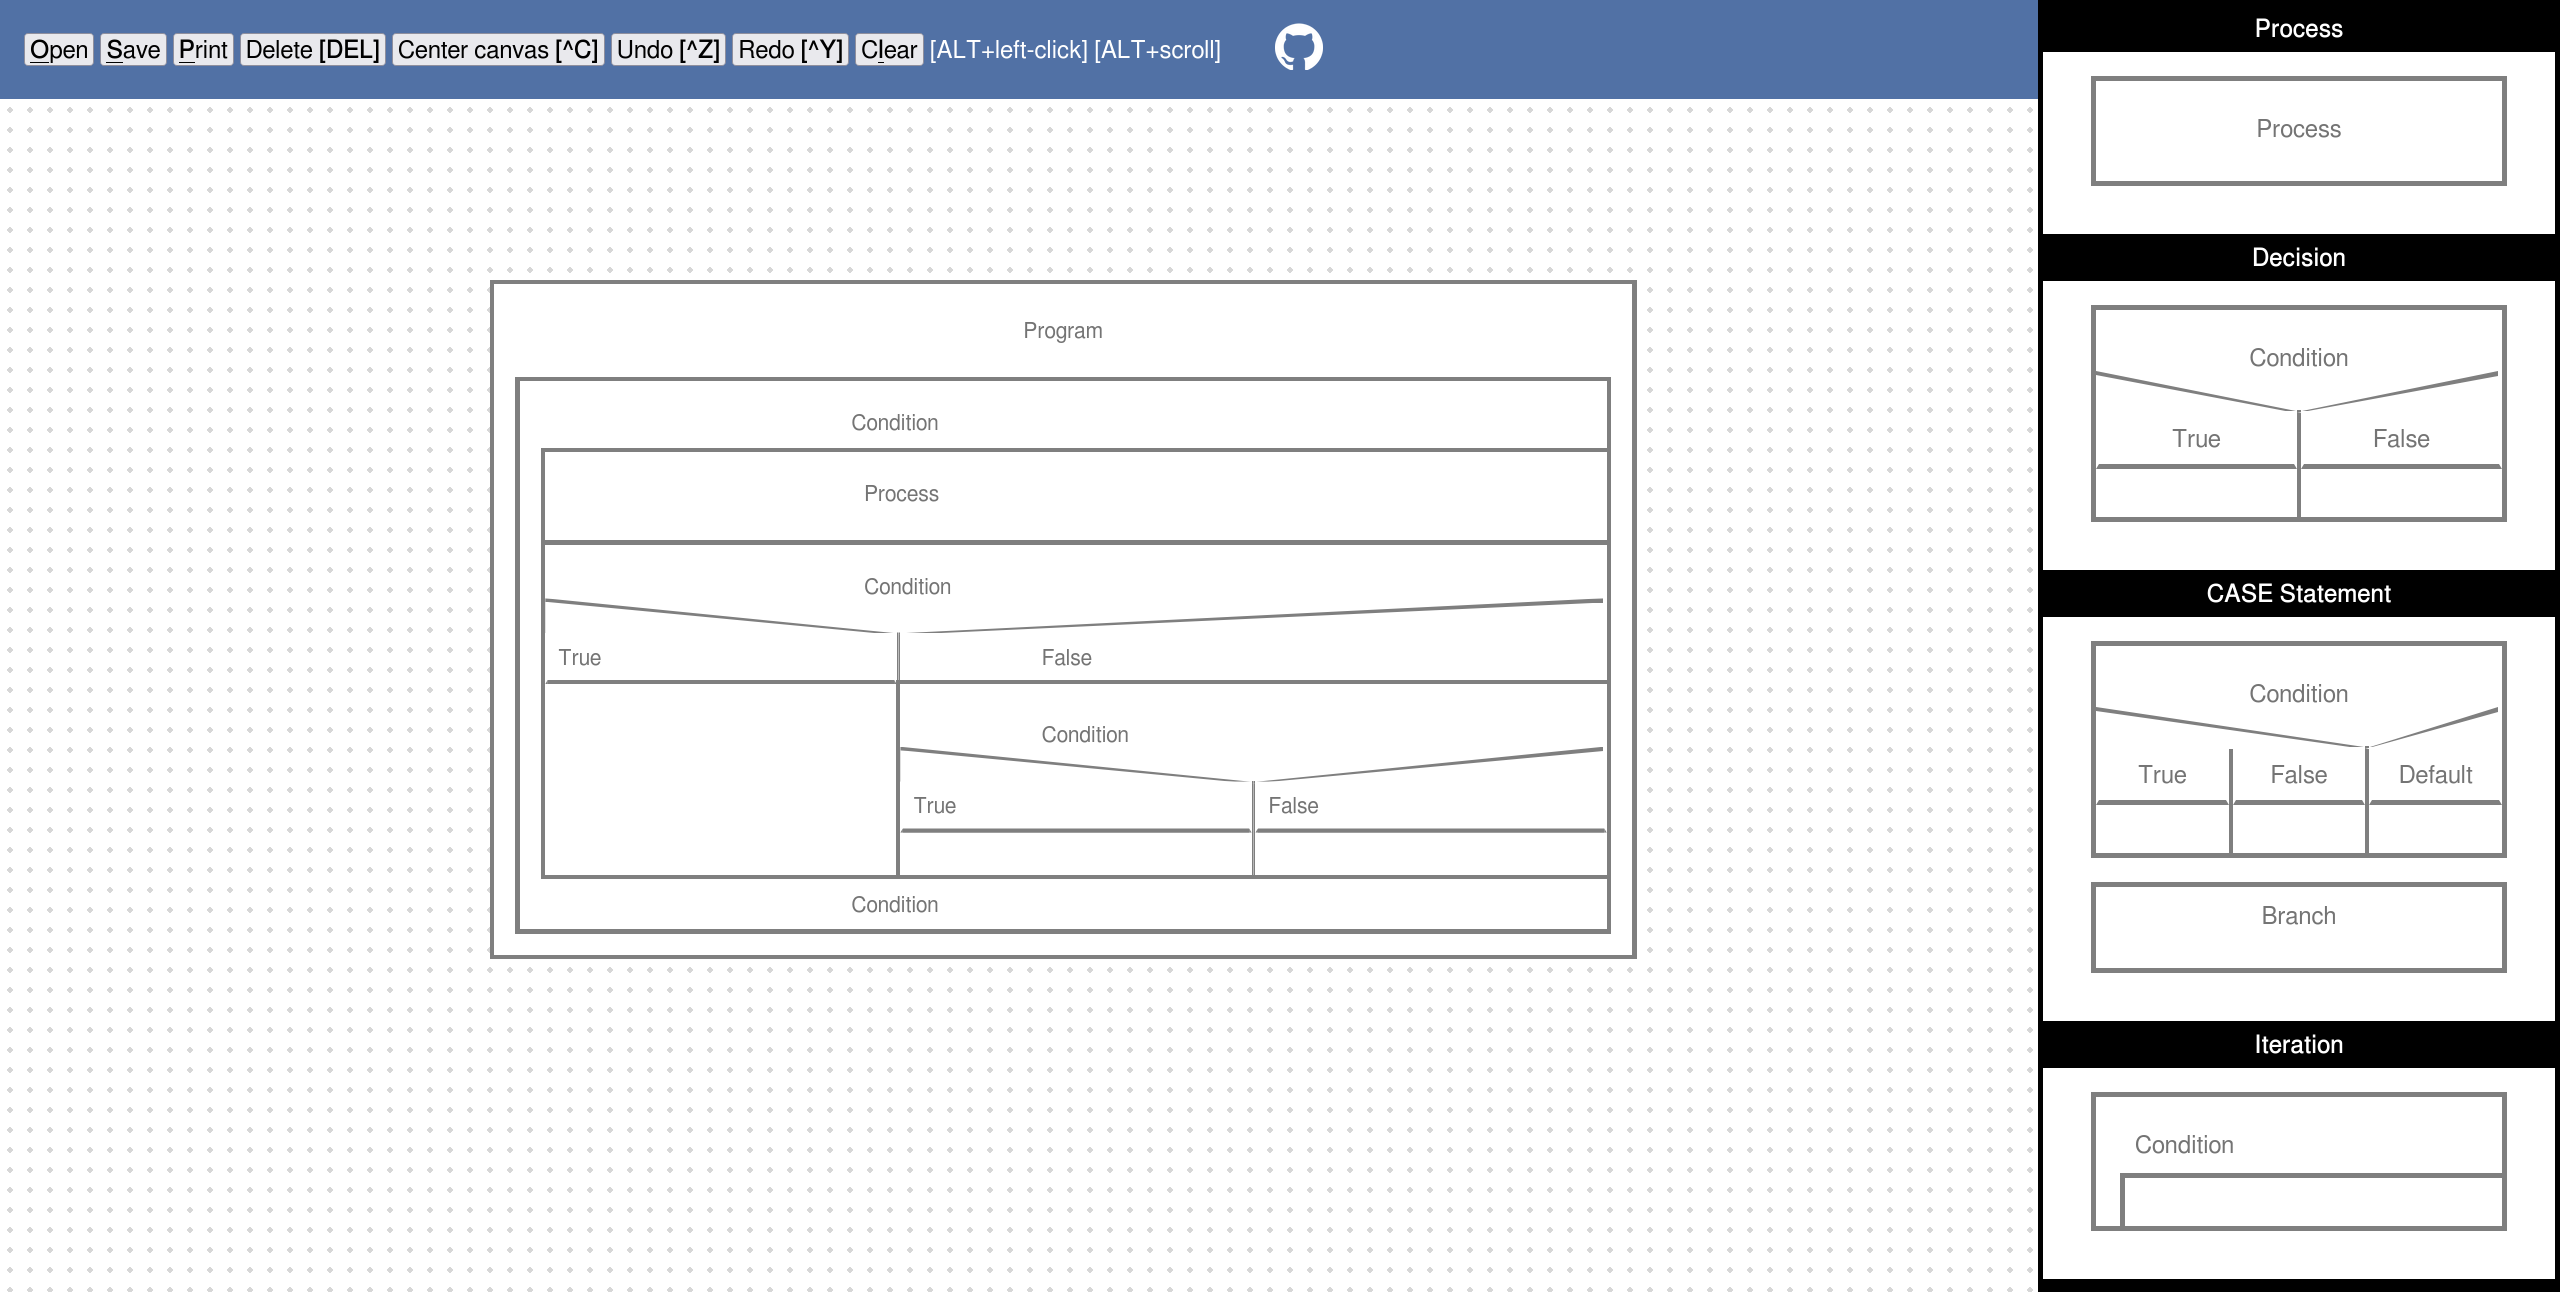 Open Save Print Delete [DEL] Center canvas [^C] Undo [^Z] Redo [^Y] Clear [ALT+left-click] [ALT+scroll]
Program
Condition
Process
Condition
True False
Condition
True False
Condition
Process
Process
Decision
Condition
True False
CASE Statement
Condition
True False Default
Branch
Iteration
Condition